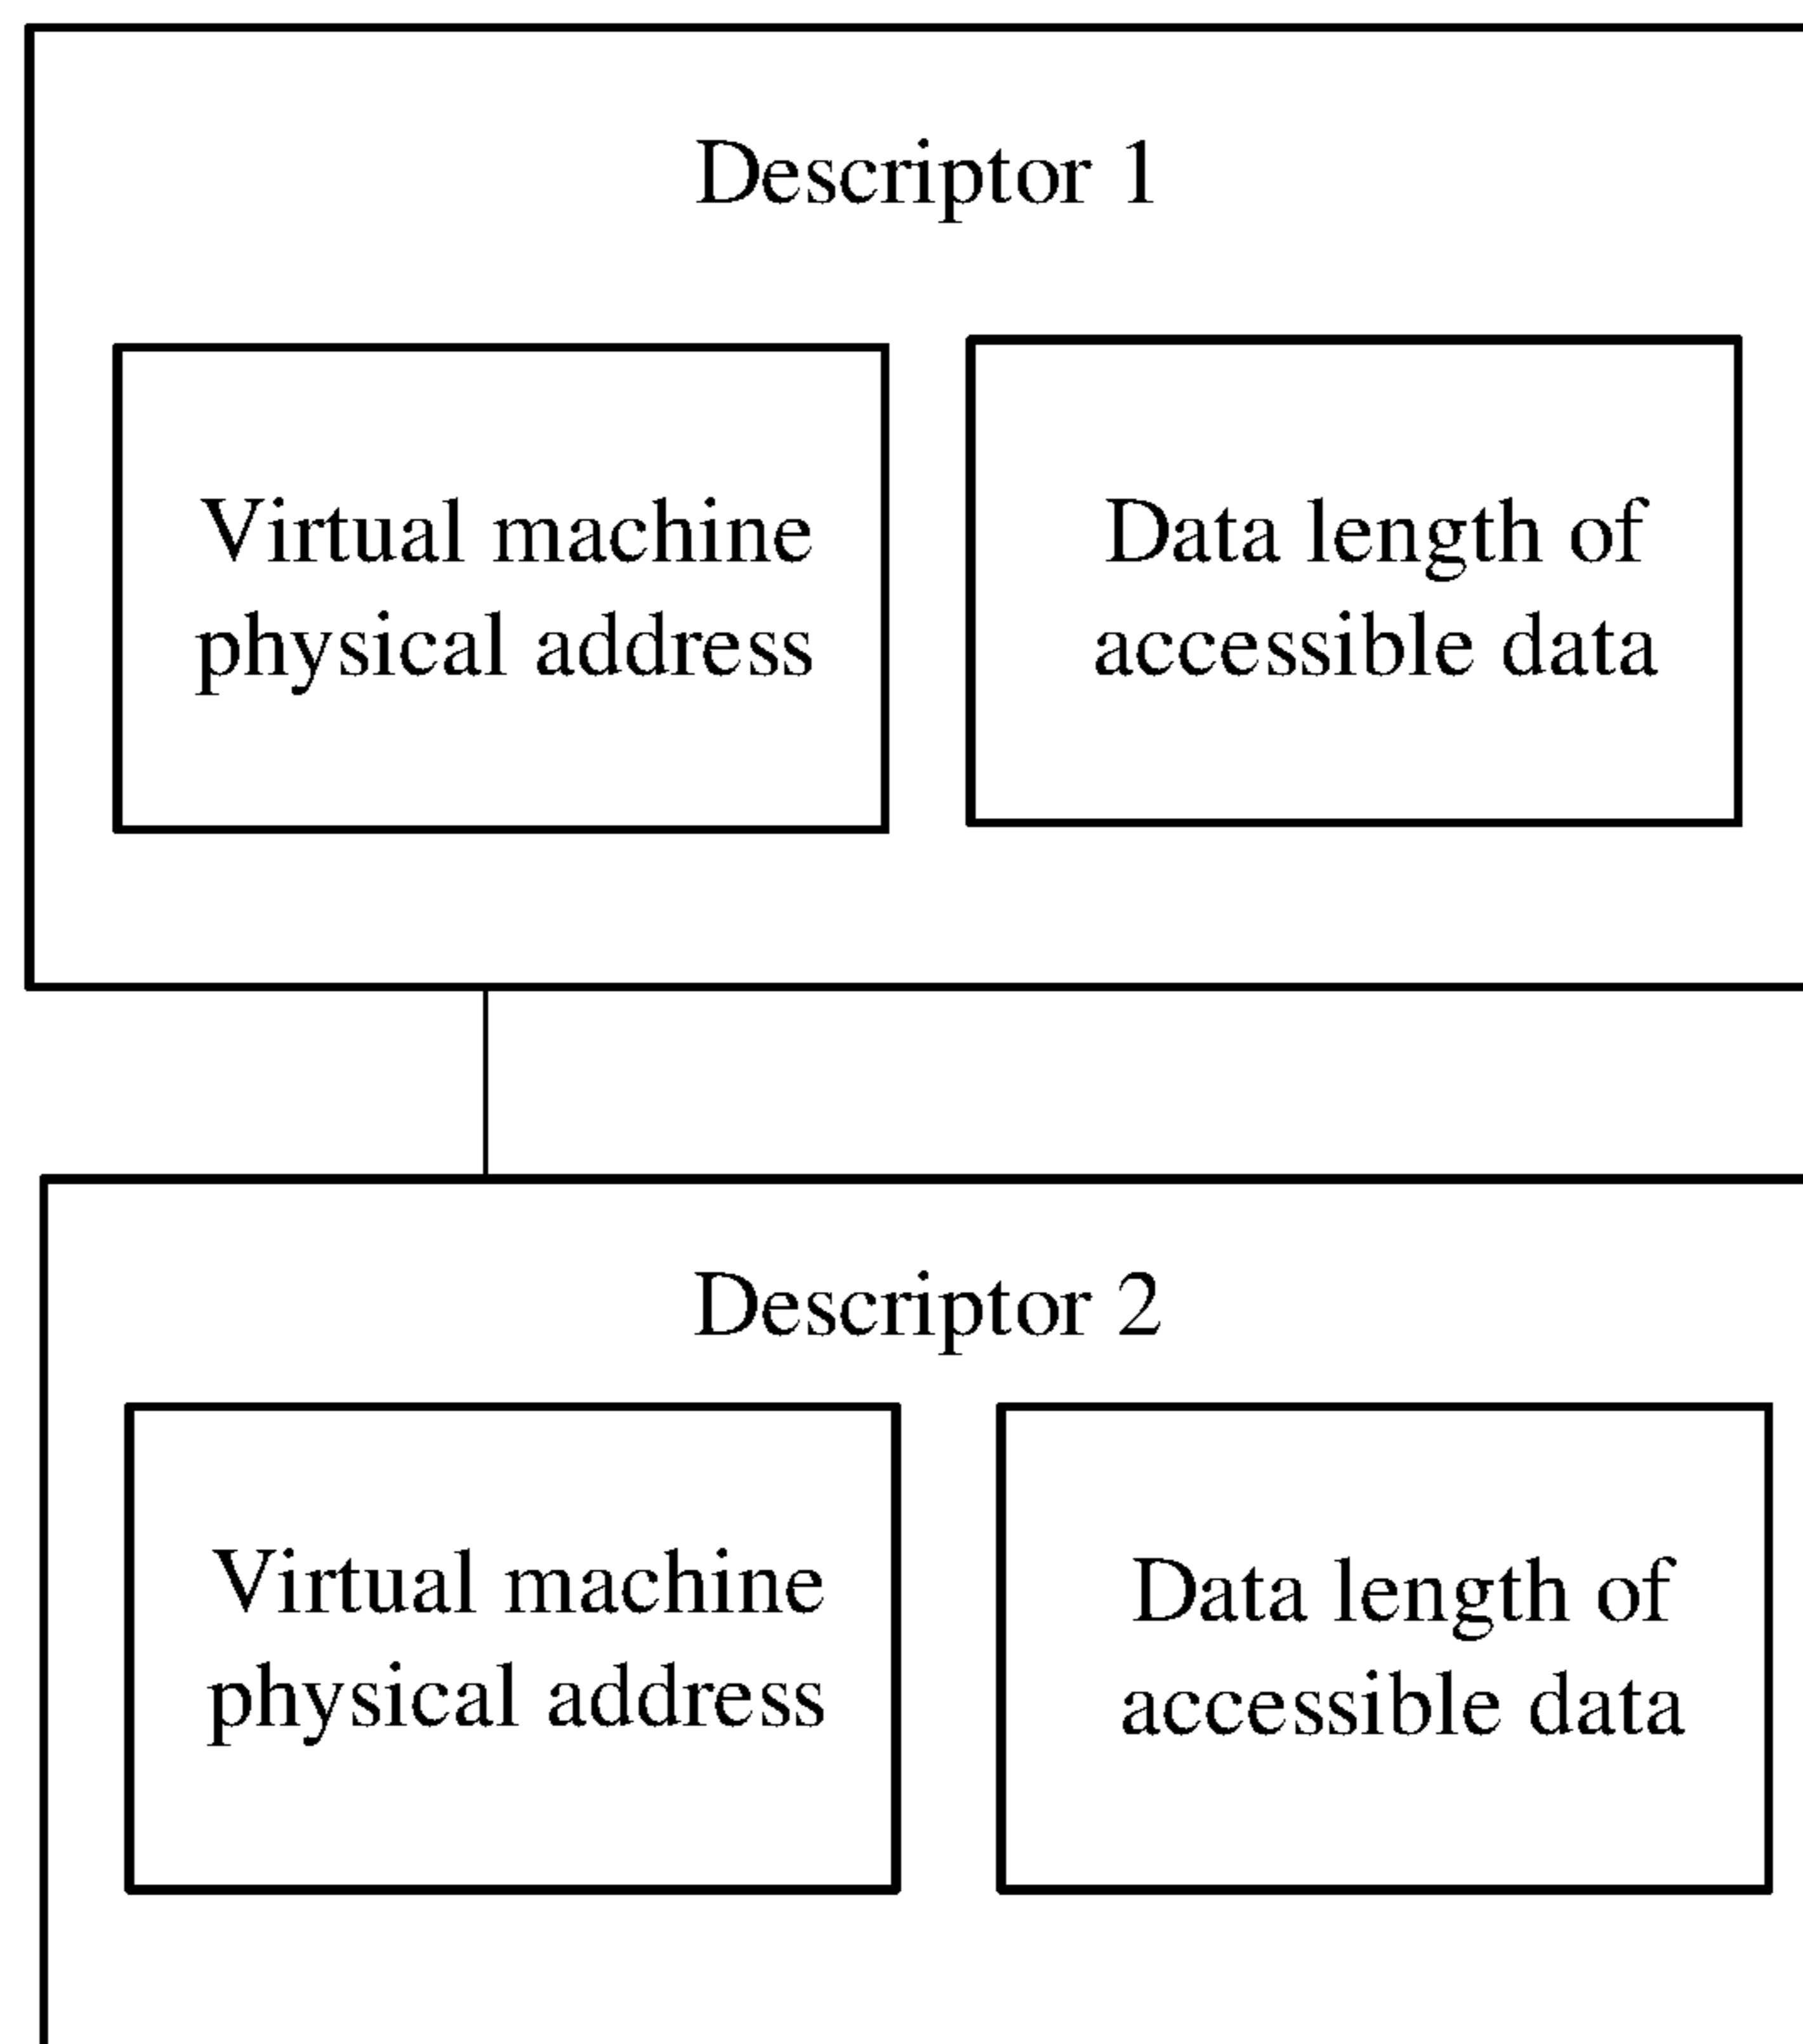 Descriptor 1
Virtual machine
physical address
Data length of
accessible data
Descriptor 2
Virtual machine
physical address
Data length of
accessible data